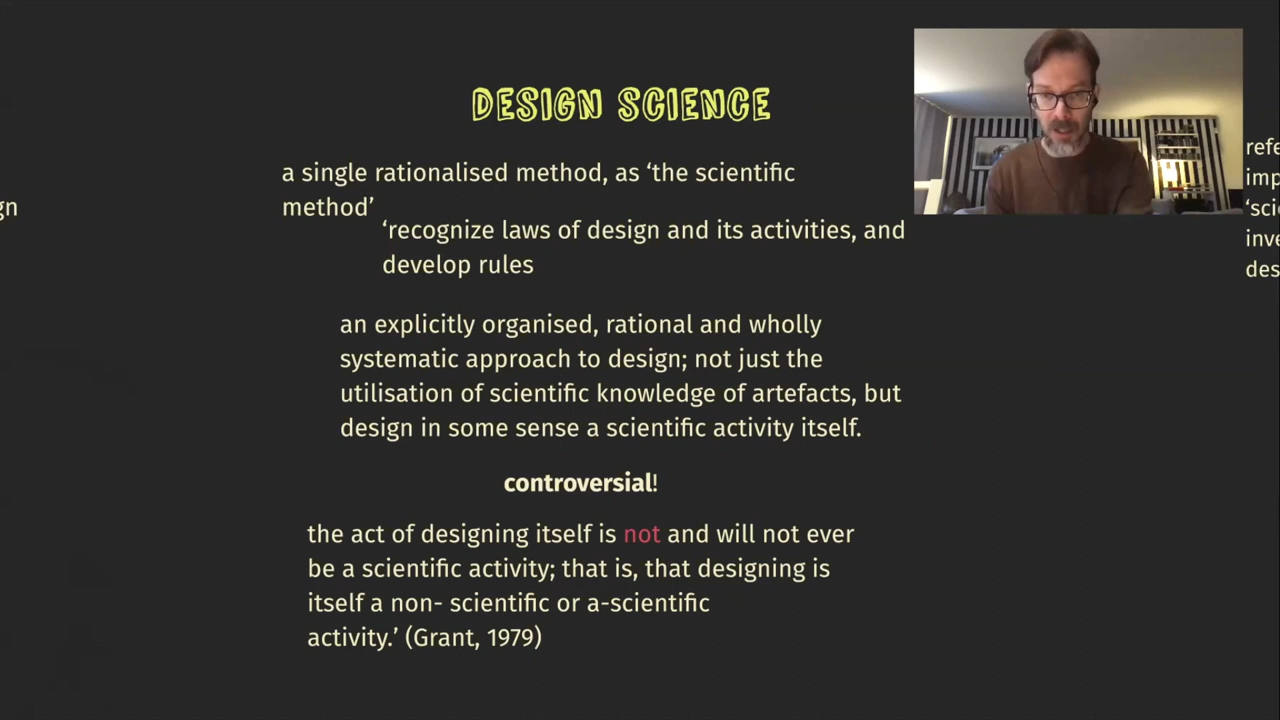 DESIGN SCIENCE
a single rationalised method, as ‘the scientific
method’
‘recognize laws of design and its activities, and
develop rules
an explicitly organised, rational and wholly
systematic approach to design; not just the
utilisation of scientific knowledge of artefacts, but
design in some sense a scientific activity itself.
controversial!
the act of designing itself is not and will not ever
be a scientific activity; that is, that designing is
itself a non- scientific or a-scientific
activity.’ (Grant, 1979)